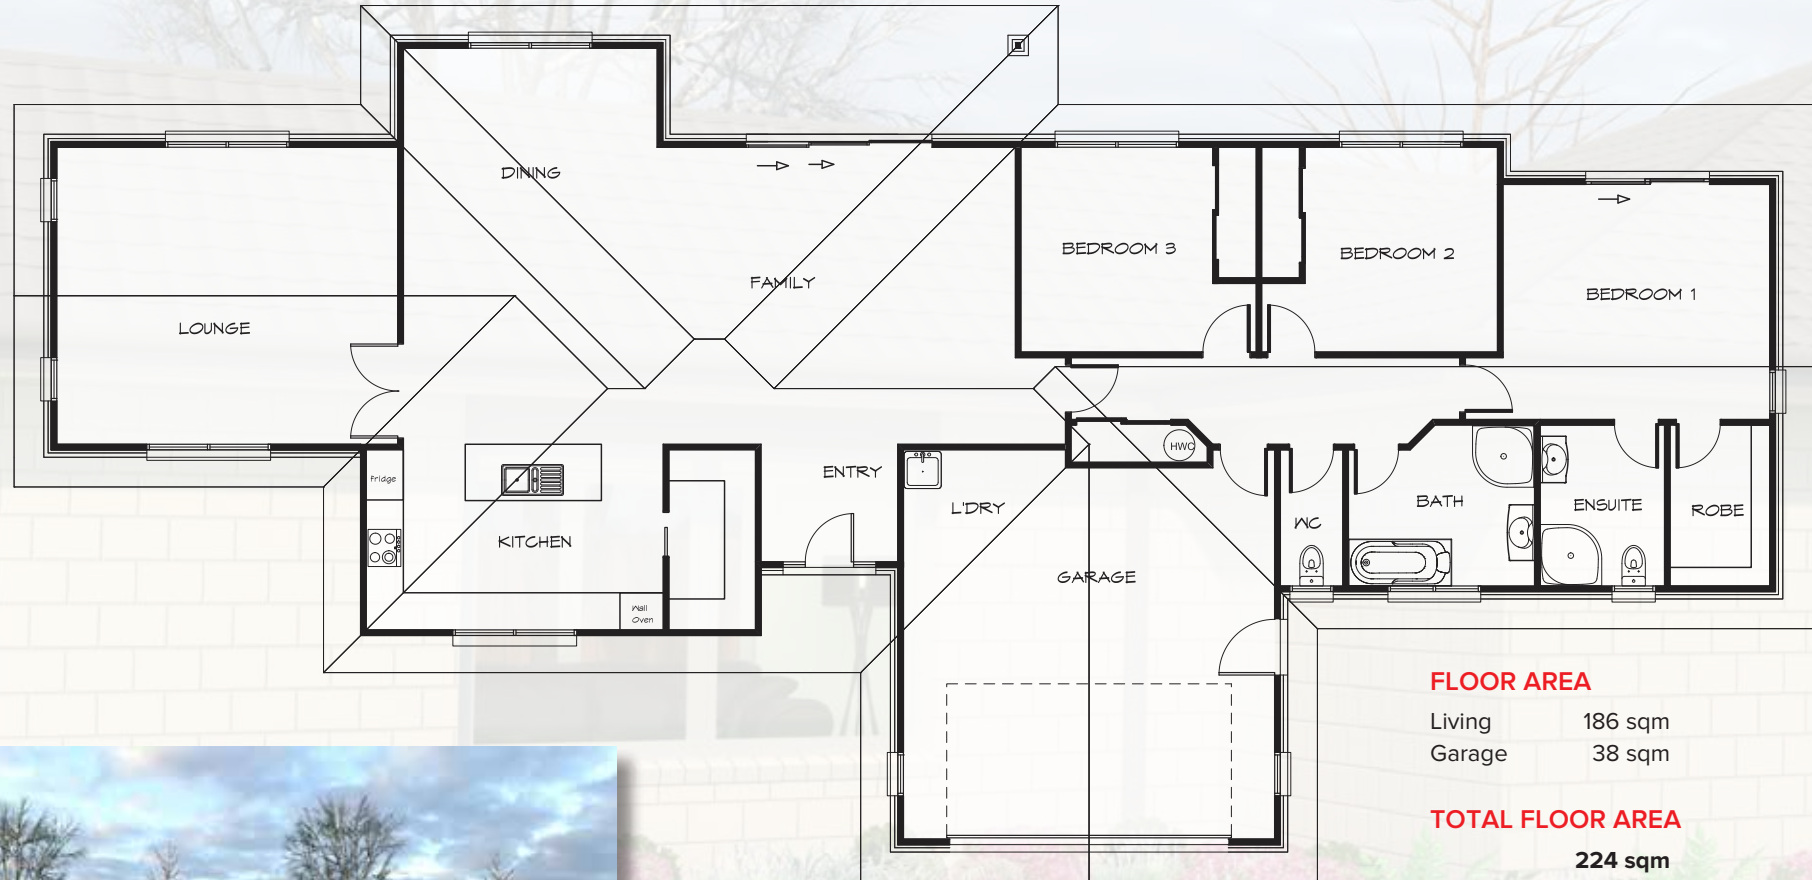 DINING
FAMILY
BEDROOM 3
BEDROOM 2
BEDROOM 1
LOUNGE
HWC
Fridge
ENTRY
L'DRY
KITCHEN
WC
BATH
ENSUITE
ROBE
GARAGE
Wall
Oven
FLOOR AREA
Living 186 sqm
Garage 38 sqm
TOTAL FLOOR AREA
224 sqm